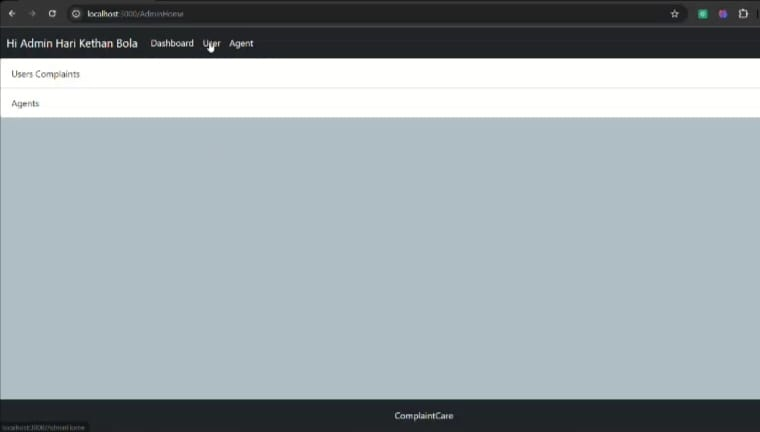 localhost:3000/AdminHome
Hi Admin Hari Kethan Bola Dashboard User Agent
Users Complaints
Agents
ComplaintCare
localhost:3000/AdminHome